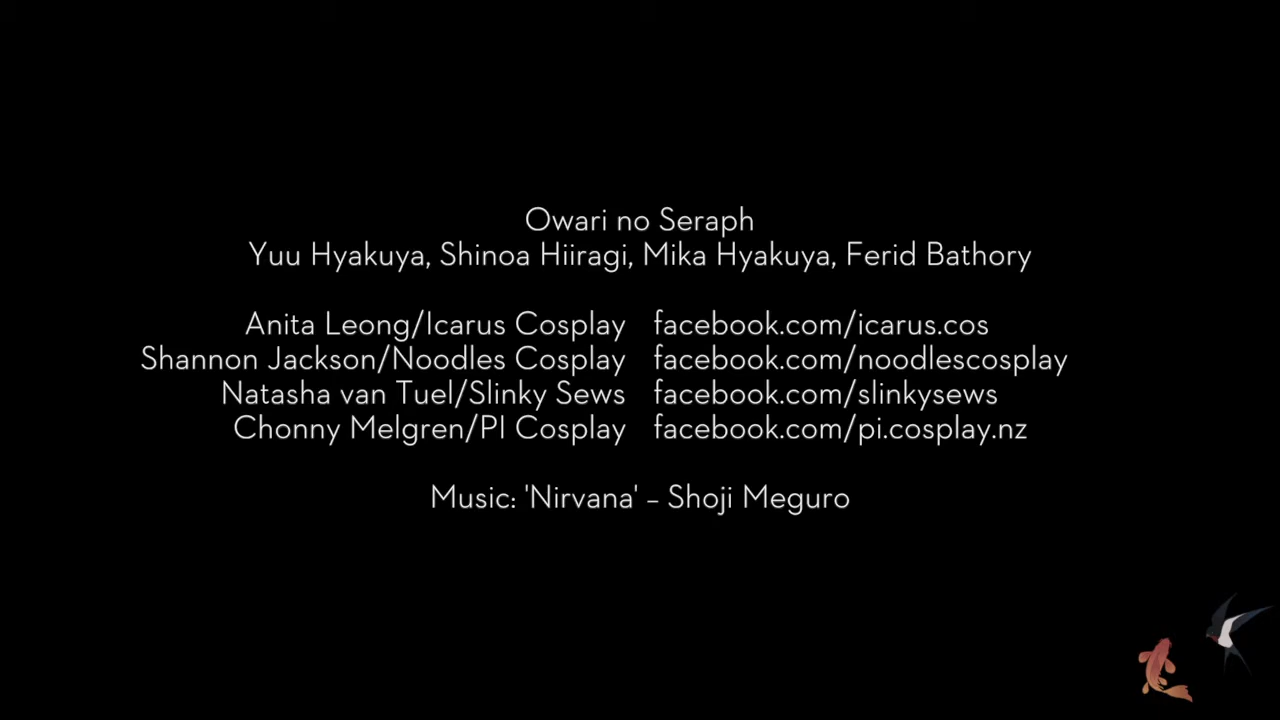 Owari no Seraph
Yuu Hyakuya, Shinoa Hiiragi, Mika Hyakuya, Ferid Bathory
Anita Leong/Icarus Cosplay facebook.com/icarus.cos
Shannon Jackson/Noodles Cosplay facebook.com/noodlescosplay
Natasha van Tuel/Slinky Sews facebook.com/slinkysews
Chonny Melgren/PI Cosplay facebook.com/pi.cosplay.nz
Music: 'Nirvana' – Shoji Meguro